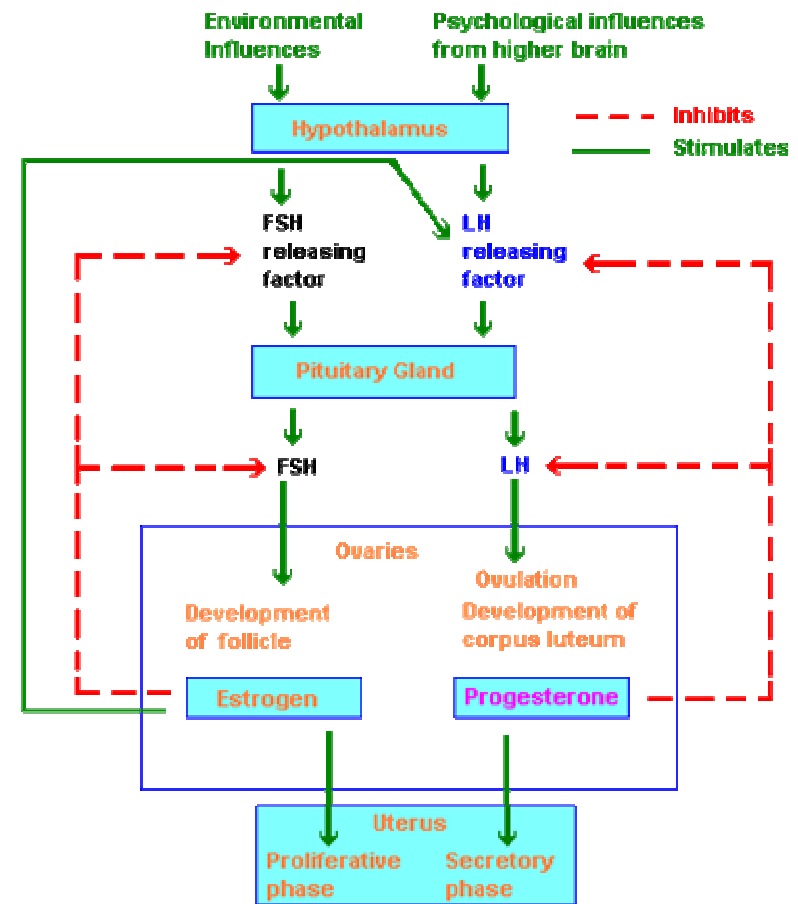 Environmental
Influences
Psychological influences
from higher brain
Hypothalamus
Inhibits
Stimulates
FSH
releasing
factor
LH
releasing
factor
Pituitary Gland
FSH
LH
Ovaries
Development
of follicle
Ovulation
Development of
corpus luteum
Estrogen
Progesterone
Uterus
Proliferative
phase
Secretory
phase